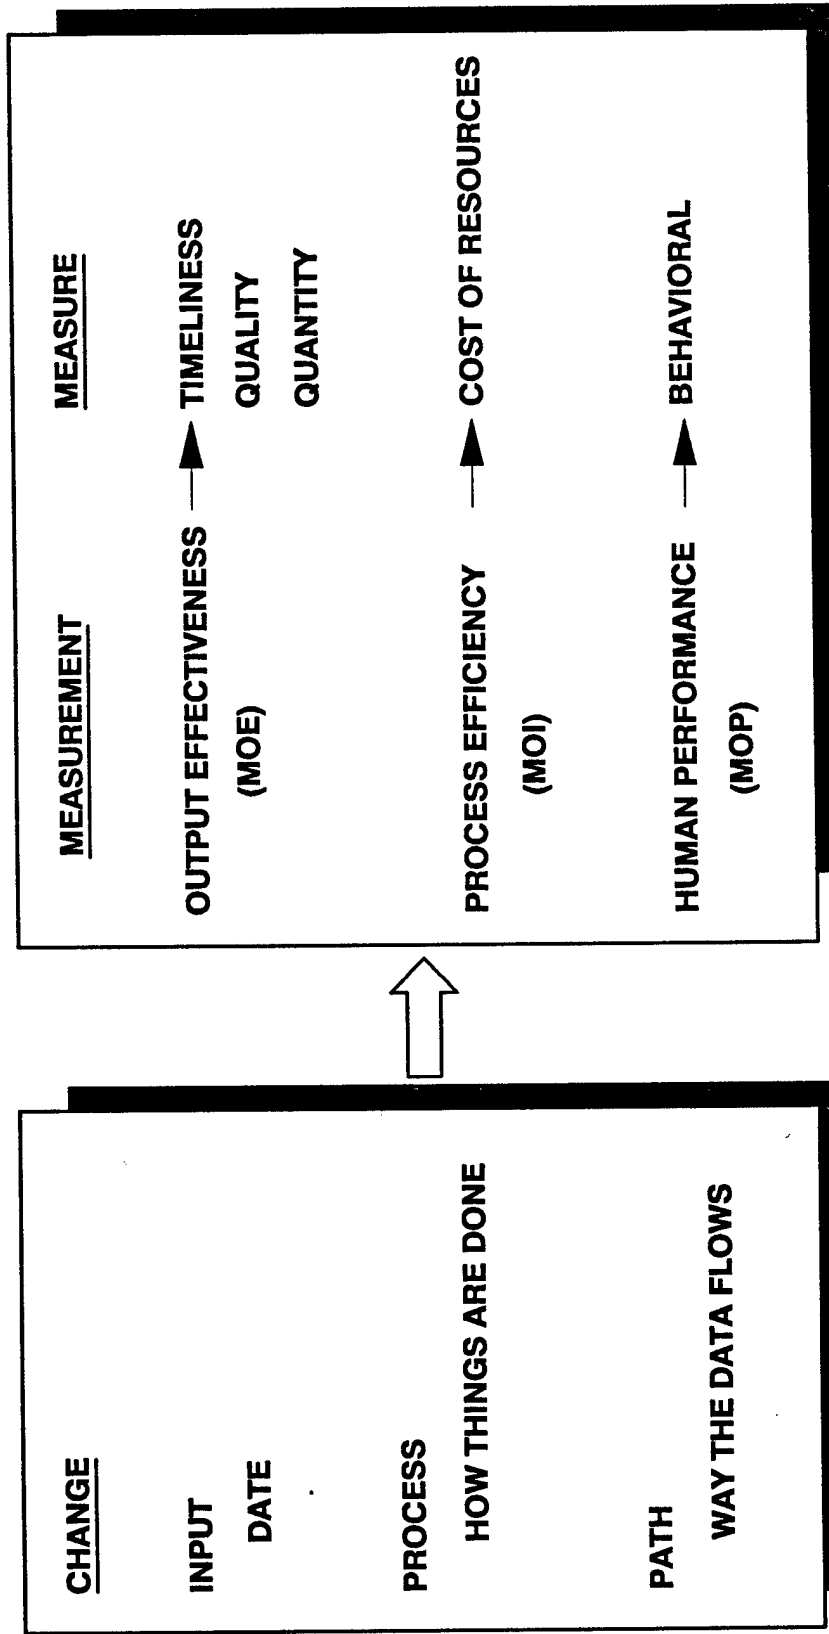 CHANGE
INPUT
DATE
PROCESS
HOW THINGS ARE DONE
PATH
WAY THE DATA FLOWS
MEASUREMENT
MEASURE
OUTPUT EFFECTIVENESS
(MOE)
TIMELINESS
QUALITY
QUANTITY
PROCESS EFFICIENCY
(MOI)
COST OF RESOURCES
HUMAN PERFORMANCE
(MOP)
BEHAVIORAL